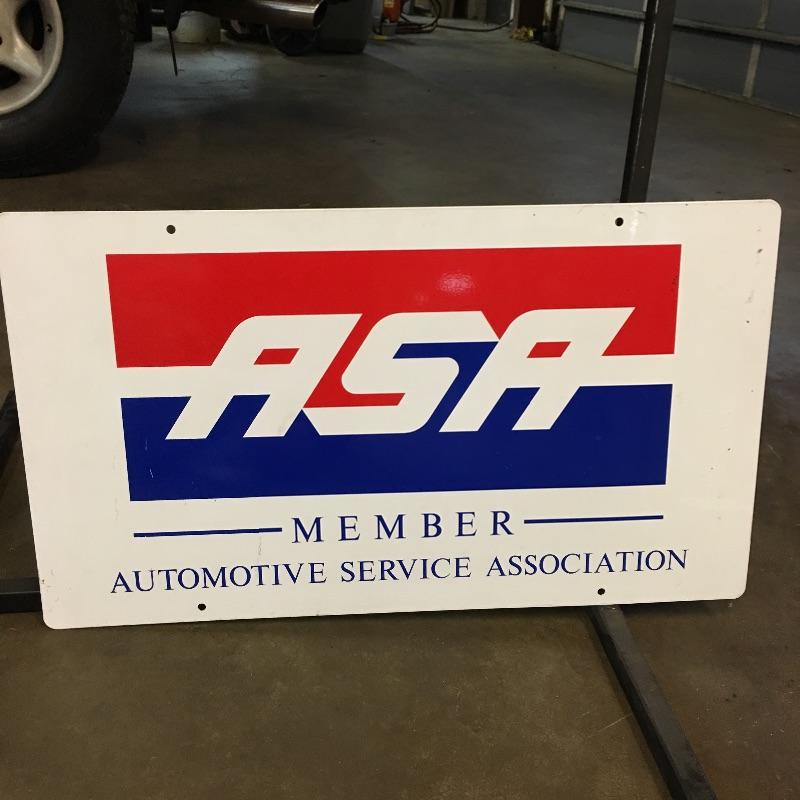 ASA
MEMBER
AUTOMOTIVE SERVICE ASSOCIATION